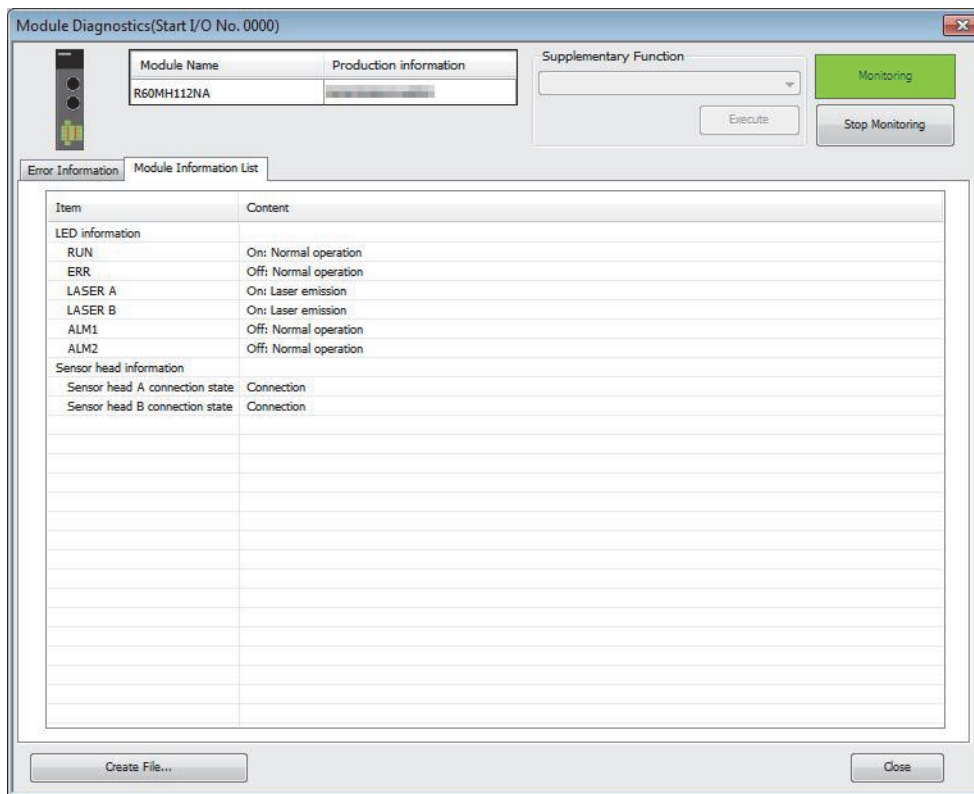 Module Diagnostics(Start I/O No. 0000)
Module Name Production information
R60MH112NA
Supplementary Function
Execute
Monitoring
Stop Monitoring
Error Information Module Information List
Item Content
LED information
RUN On: Normal operation
ERR Off: Normal operation
LASER A On: Laser emission
LASER B On: Laser emission
ALM1 Off: Normal operation
ALM2 Off: Normal operation
Sensor head information
Sensor head A connection state Connection
Sensor head B connection state Connection
Create File... Close